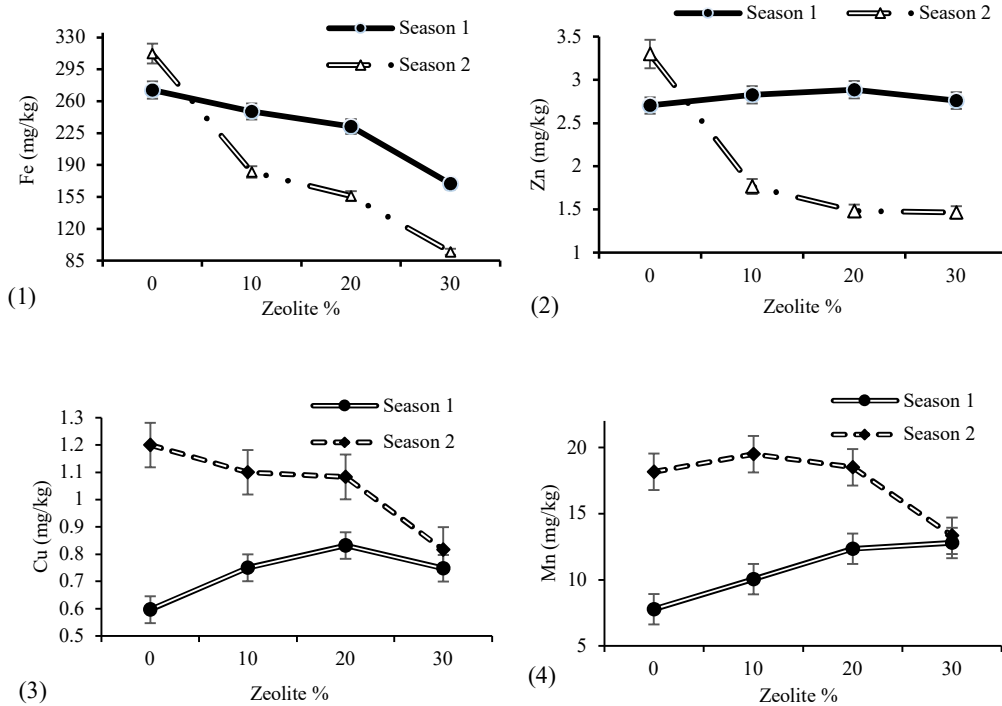 Season 1
Season 2
Fe (mg/kg)
330
295
260
225
190
155
120
85
0 10 20 30
Zeolite %
(1)
Season 1 Season 2
Zn (mg/kg)
3.5
3
2.5
2
1.5
1
0 10 20 30
Zeolite %
(2)
Season 1
Season 2
Cu (mg/kg)
1.3
1.2
1.1
1
0.9
0.8
0.7
0.6
0.5
0 10 20 30
Zeolite %
(3)
Season 1
Season 2
Mn (mg/kg)
20
15
10
5
0 10 20 30
Zeolite %
(4)